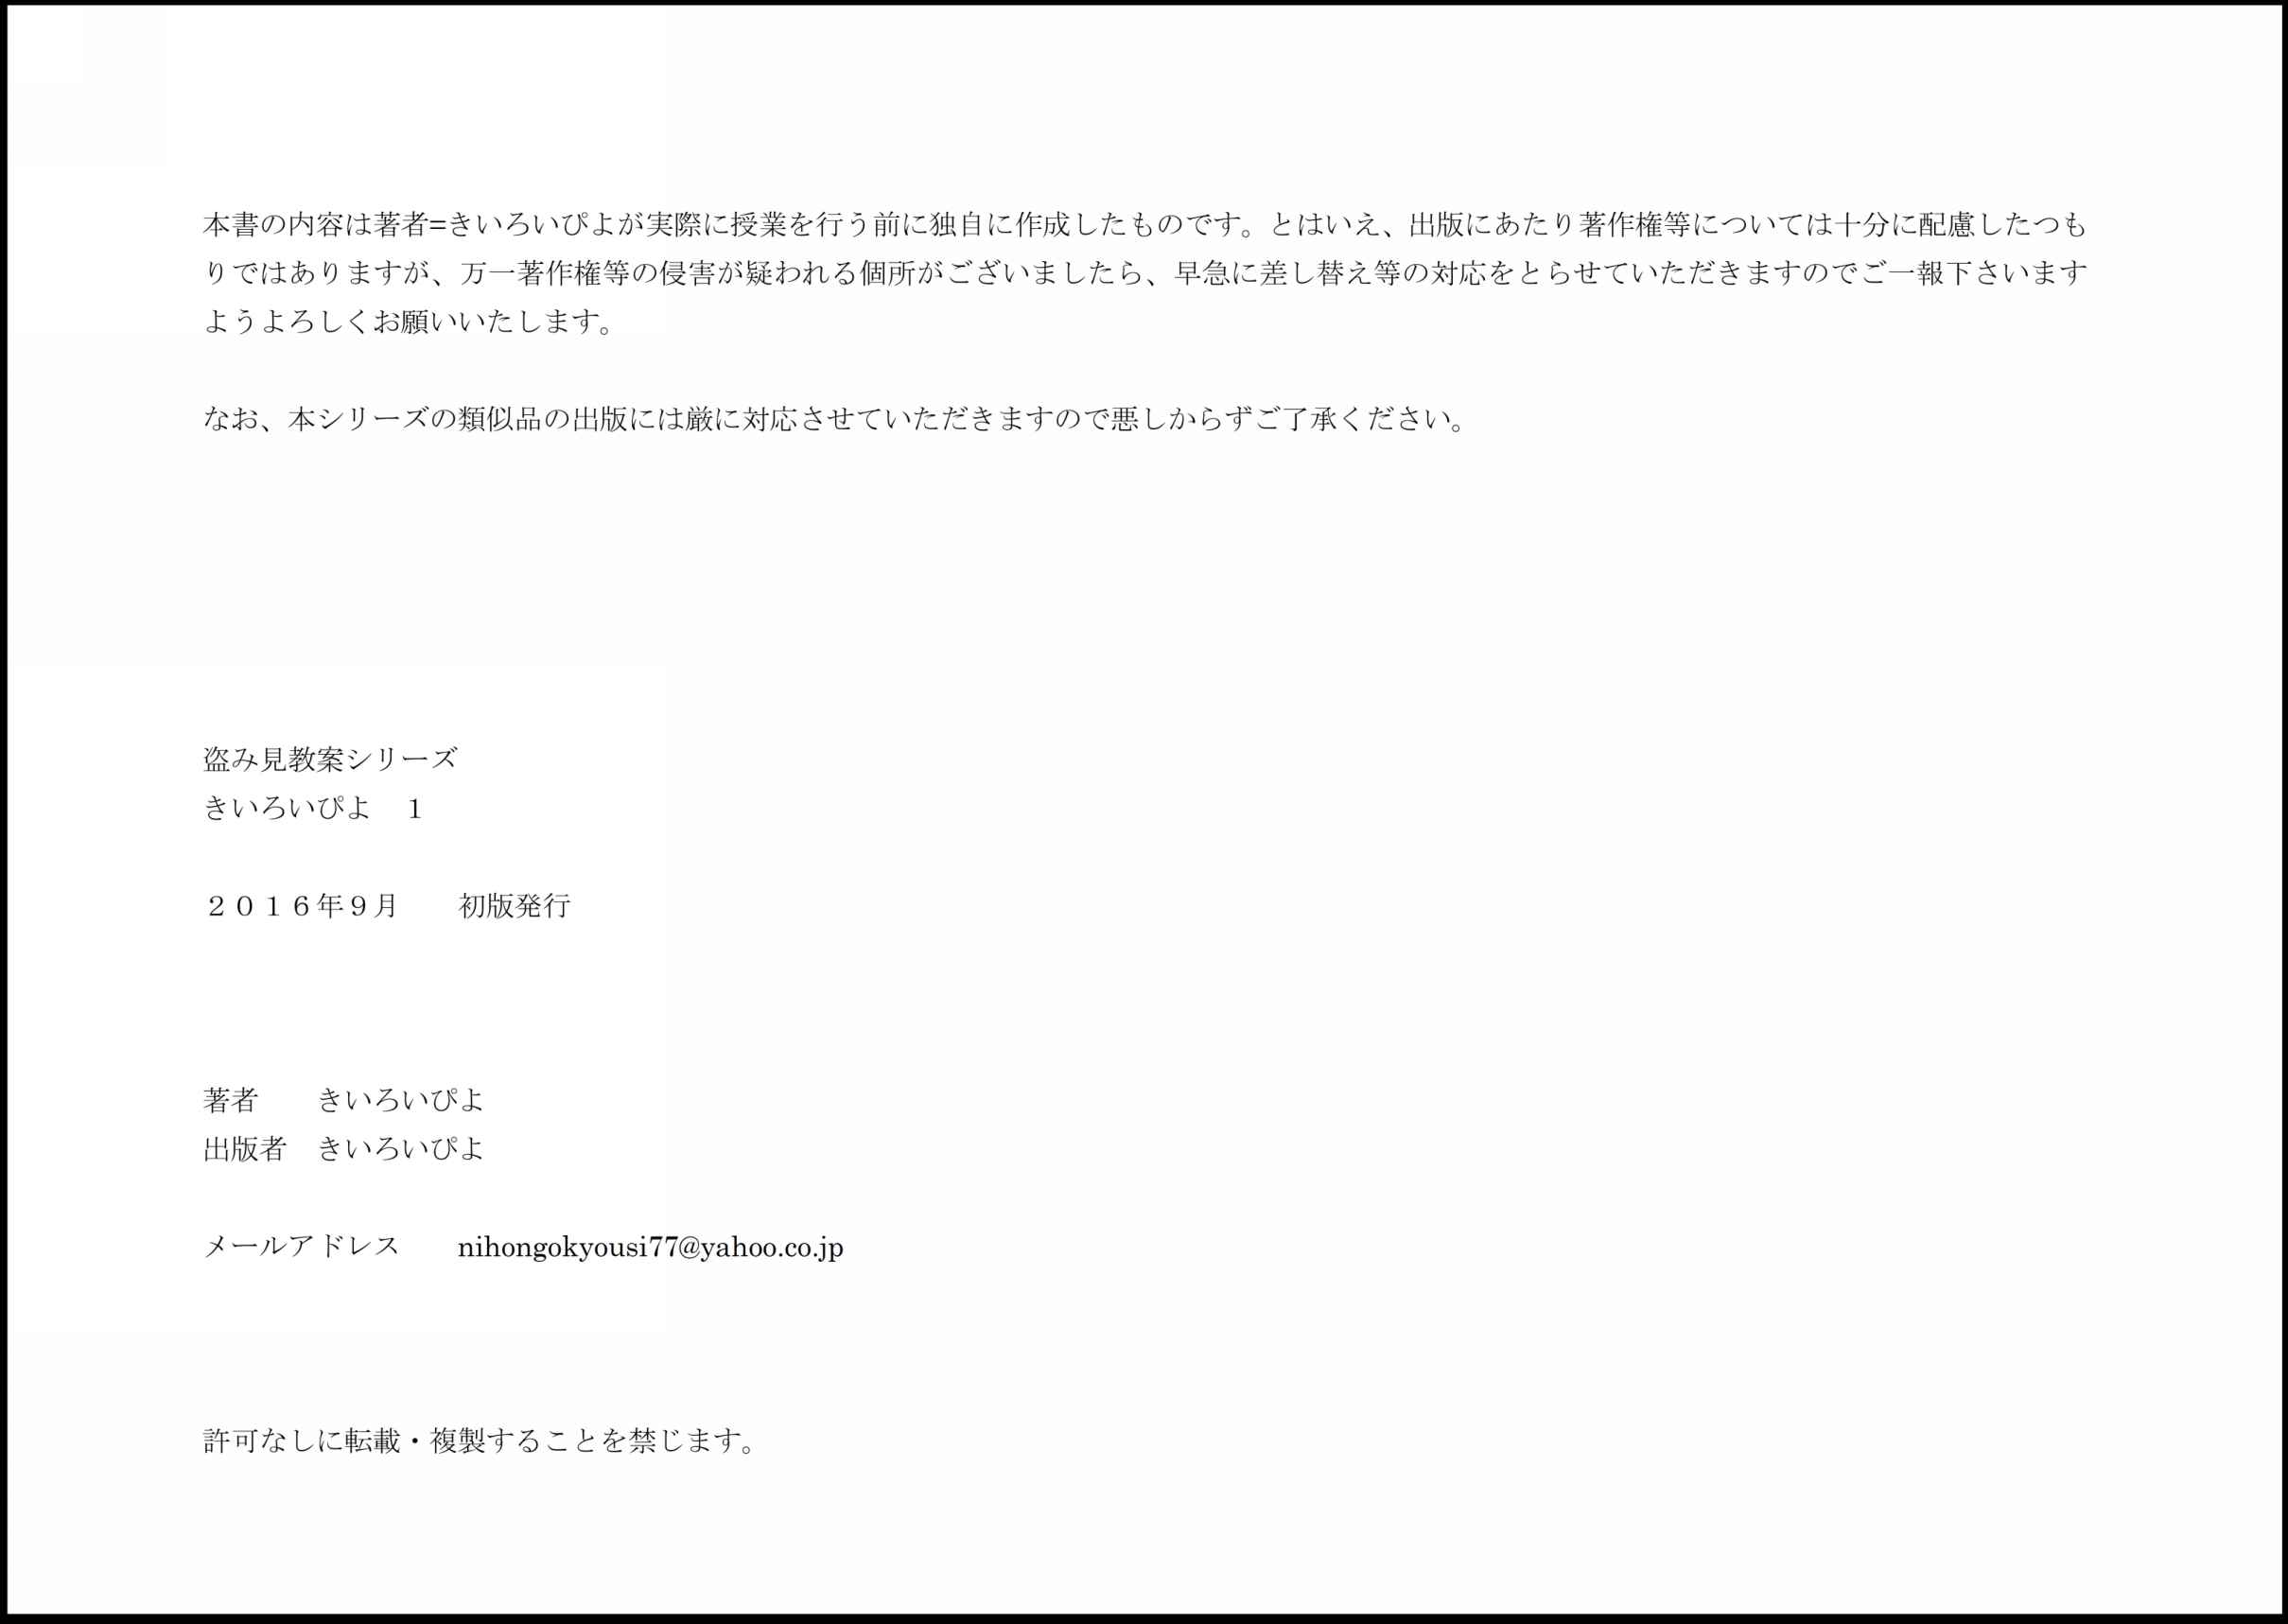 本書の内容は著者=きいろいぴよが実際に授業を行う前に独自に作成したものです。とはいえ、出版にあたり著作権等については十分に配慮したつも
りではありますが、万一著作権等の侵害が疑われる個所がございましたら、早急に差し替え等の対応をとらせていただきますのでご一報下さいます
ようよろしくお願いいたします。
なお、本シリーズの類似品の出版には厳に対応させていただきますので悪しからずご了承ください。
盗み見教案シリーズ
きいろいぴよ　１
２０１６年９月　　初版発行
著者　　きいろいぴよ
出版者　きいろいぴよ
メールアドレス　　nihongokyousi77@yahoo.co.jp
許可なしに転載・複製することを禁じます。